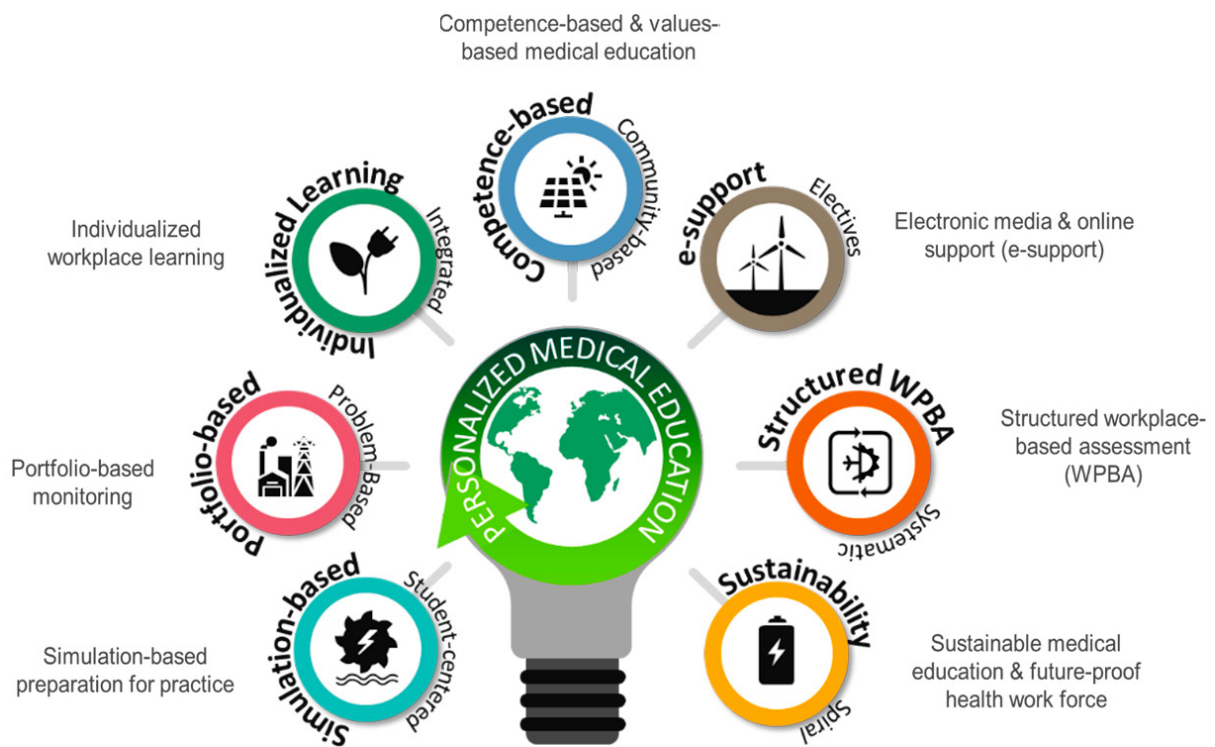 Competence-based & values-
based medical education
Competence-based
Community-based
Individualized Learning
Integrated
Individualized
workplace learning
e-support
Electives
Electronic media & online
support (e-support)
PERSONALIZED MEDICAL EDUCATION
Portfolio-based
Problem-Based
Portfolio-based
monitoring
Structured WPBA
Systematic
Structured workplace-
based assessment
(WPBA)
Simulation-based
Student-centered
Simulation-based
preparation for practice
Sustainability
Spiral
Sustainable medical
education & future-proof
health work force